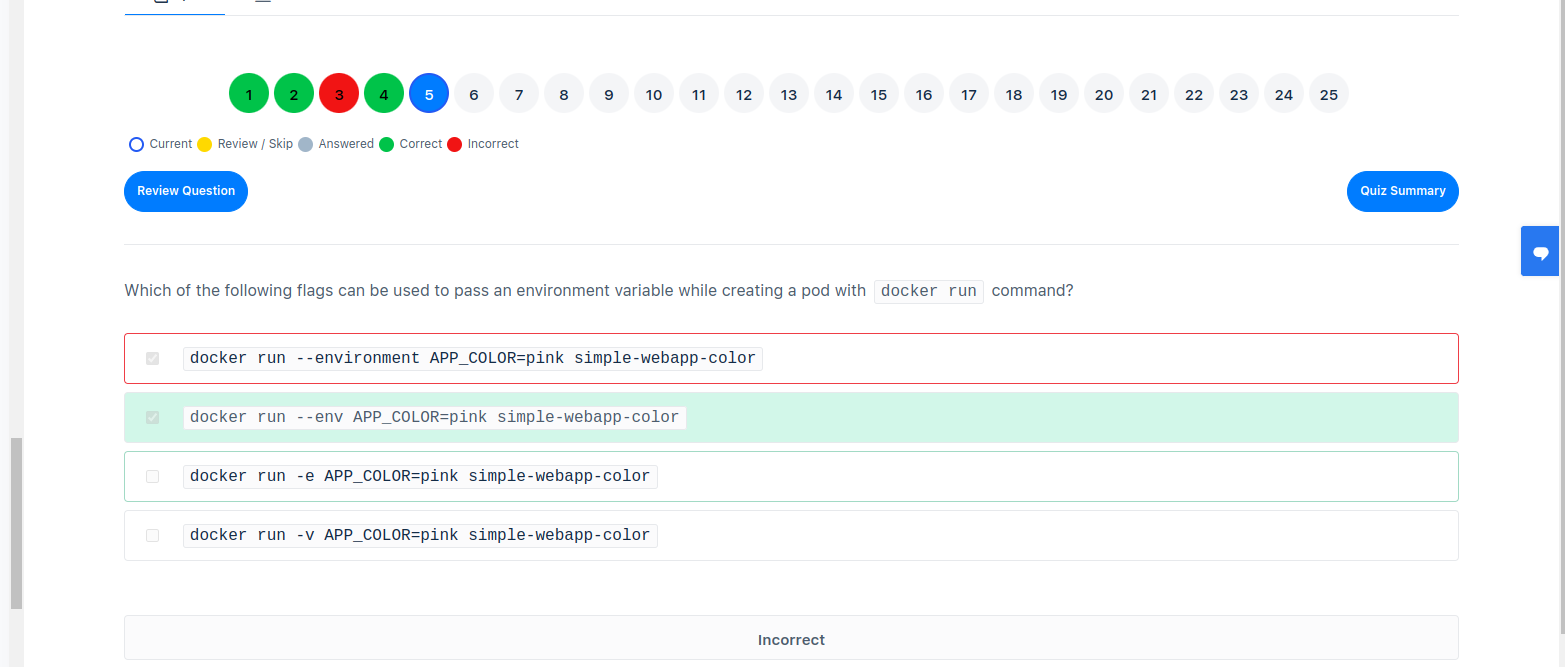 1 2 3 4 5 6 7 8 9 10 11 12 13 14 15 16 17 18 19 20 21 22 23 24 25
Current Review / Skip Answered Correct Incorrect
Review Question Quiz Summary
Which of the following flags can be used to pass an environment variable while creating a pod with docker run command?
docker run --environment APP_COLOR=pink simple-webapp-color
docker run --env APP_COLOR=pink simple-webapp-color
docker run -e APP_COLOR=pink simple-webapp-color
docker run -v APP_COLOR=pink simple-webapp-color
Incorrect